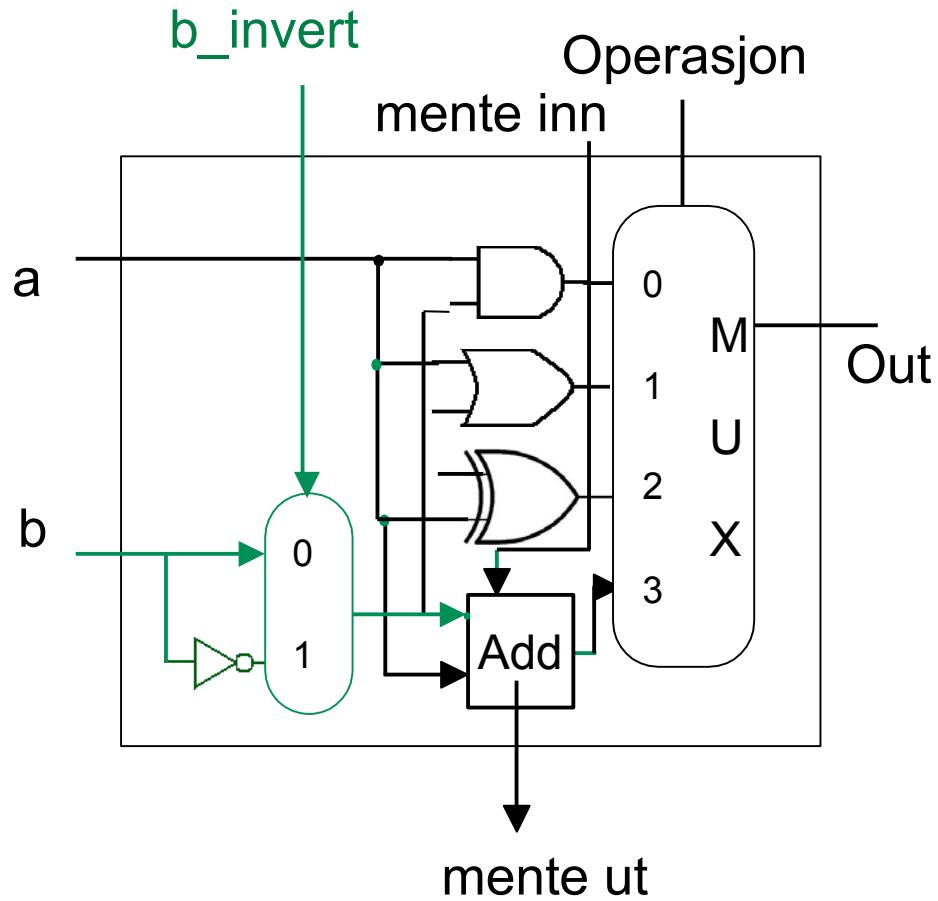 b_invert
Operasjon
mente inn
a
0
M
Out
1
U
2
b
0
X
3
1
Add
mente ut